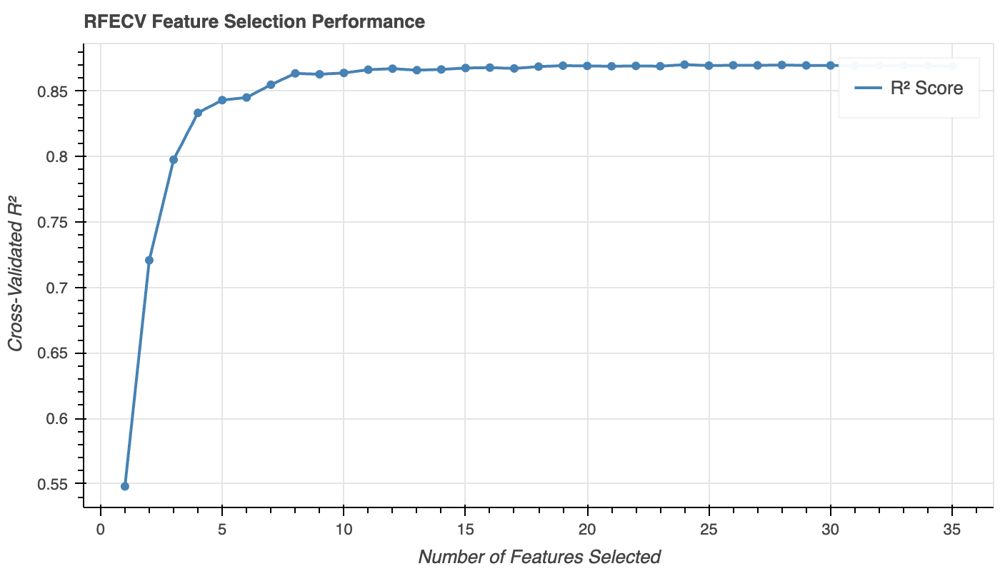 RFECV Feature Selection Performance
Cross-Validated R²
0.85
0.8
0.75
0.7
0.65
0.6
0.55
R² Score
0 5 10 15 20 25 30 35
Number of Features Selected